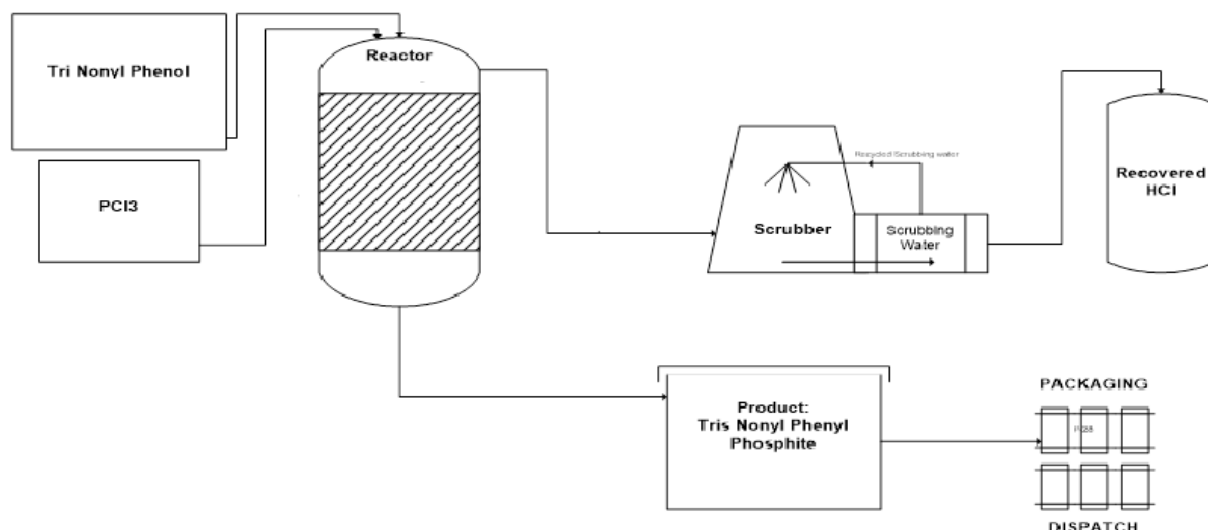 Tri Nonyl Phenol
Reactor
PCl3
Recycled Scrubbing water
Scrubber
Scrubbing
Water
Recovered
HCl
Product:
Tris Nonyl Phenyl
Phosphite
PACKAGING
DISPATCH